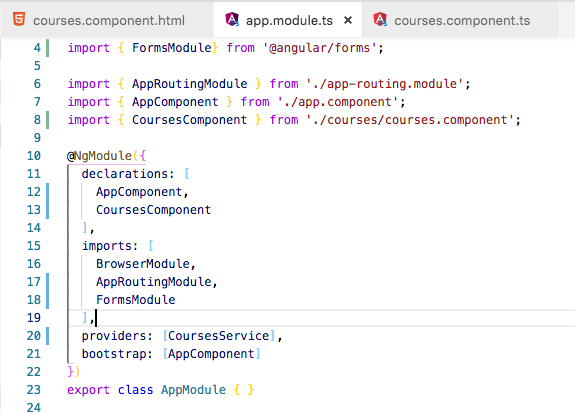 courses.component.html app.module.ts × courses.component.ts
4 import { FormsModule} from '@angular/forms';
5
6 import { AppRoutingModule } from './app-routing.module';
7 import { AppComponent } from './app.component';
8 import { CoursesComponent } from './courses/courses.component';
9
10 @NgModule({
11   declarations: [
12     AppComponent,
13     CoursesComponent
14   ],
15   imports: [
16     BrowserModule,
17     AppRoutingModule,
18     FormsModule
19   ],
20   providers: [CoursesService],
21   bootstrap: [AppComponent]
22 })
23 export class AppModule { }
24